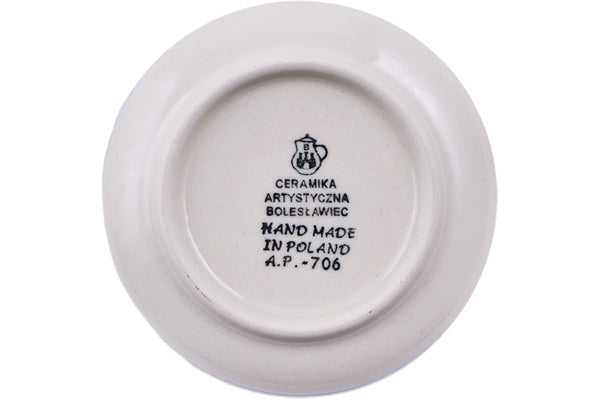 B
CERAMIKA
ARTYSTYCZNA
BOLESŁAWIEC
HAND MADE
IN POLAND
A.P.-706